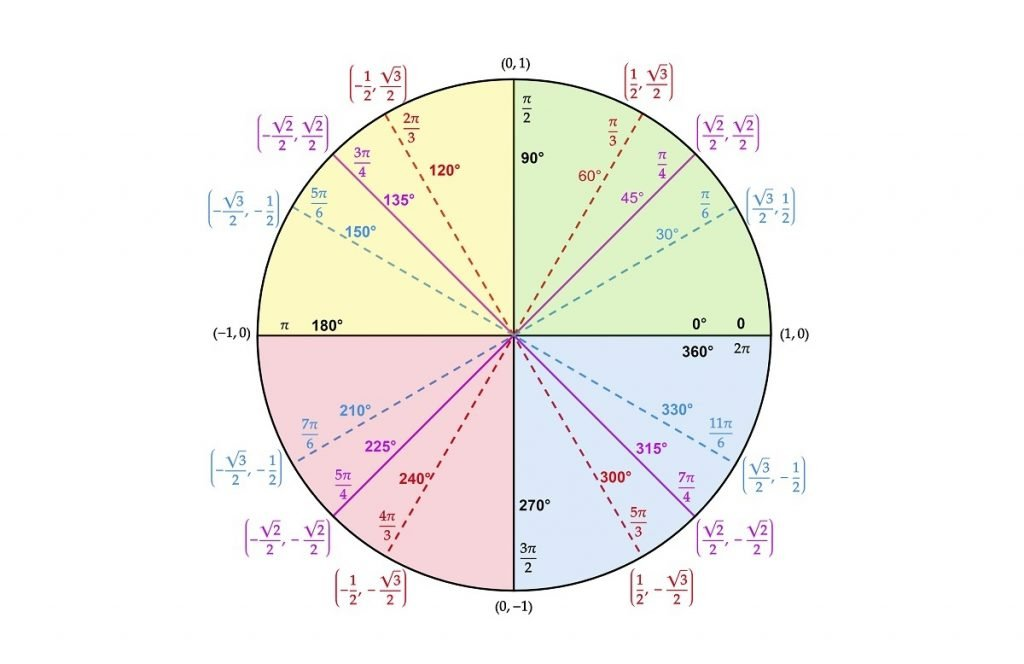 (0, 1)
(-1/2, √3/2)
(1/2, √3/2)
2π/3
π/2
π/3
(-√2/2, √2/2)
(√2/2, √2/2)
3π/4
90°
π/4
120°
60°
135°
45°
(-√3/2, -1/2)
(√3/2, 1/2)
5π/6
π/6
150°
30°
(-1, 0)
π 180°
0° 0
(1, 0)
360° 2π
210°
330°
7π/6
11π/6
225°
315°
(-√3/2, -1/2)
(√3/2, -1/2)
5π/4
240°
300°
7π/4
270°
4π/3
5π/3
(-√2/2, -√2/2)
(√2/2, -√2/2)
3π/2
(-1/2, -√3/2)
(1/2, -√3/2)
(0, -1)